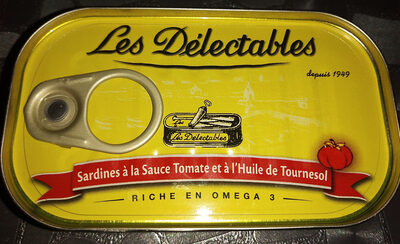 Les Délectables
depuis 1949
Les Délectables
Sardines à la Sauce Tomate et à l'Huile de Tournesol
RICHE EN OMEGA 3